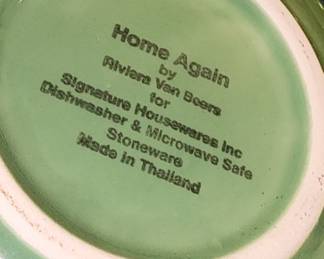 Home Again
by
Riviera Van Beers
for
Signature Housewares Inc
Dishwasher & Microwave Safe
Stoneware
Made in Thailand